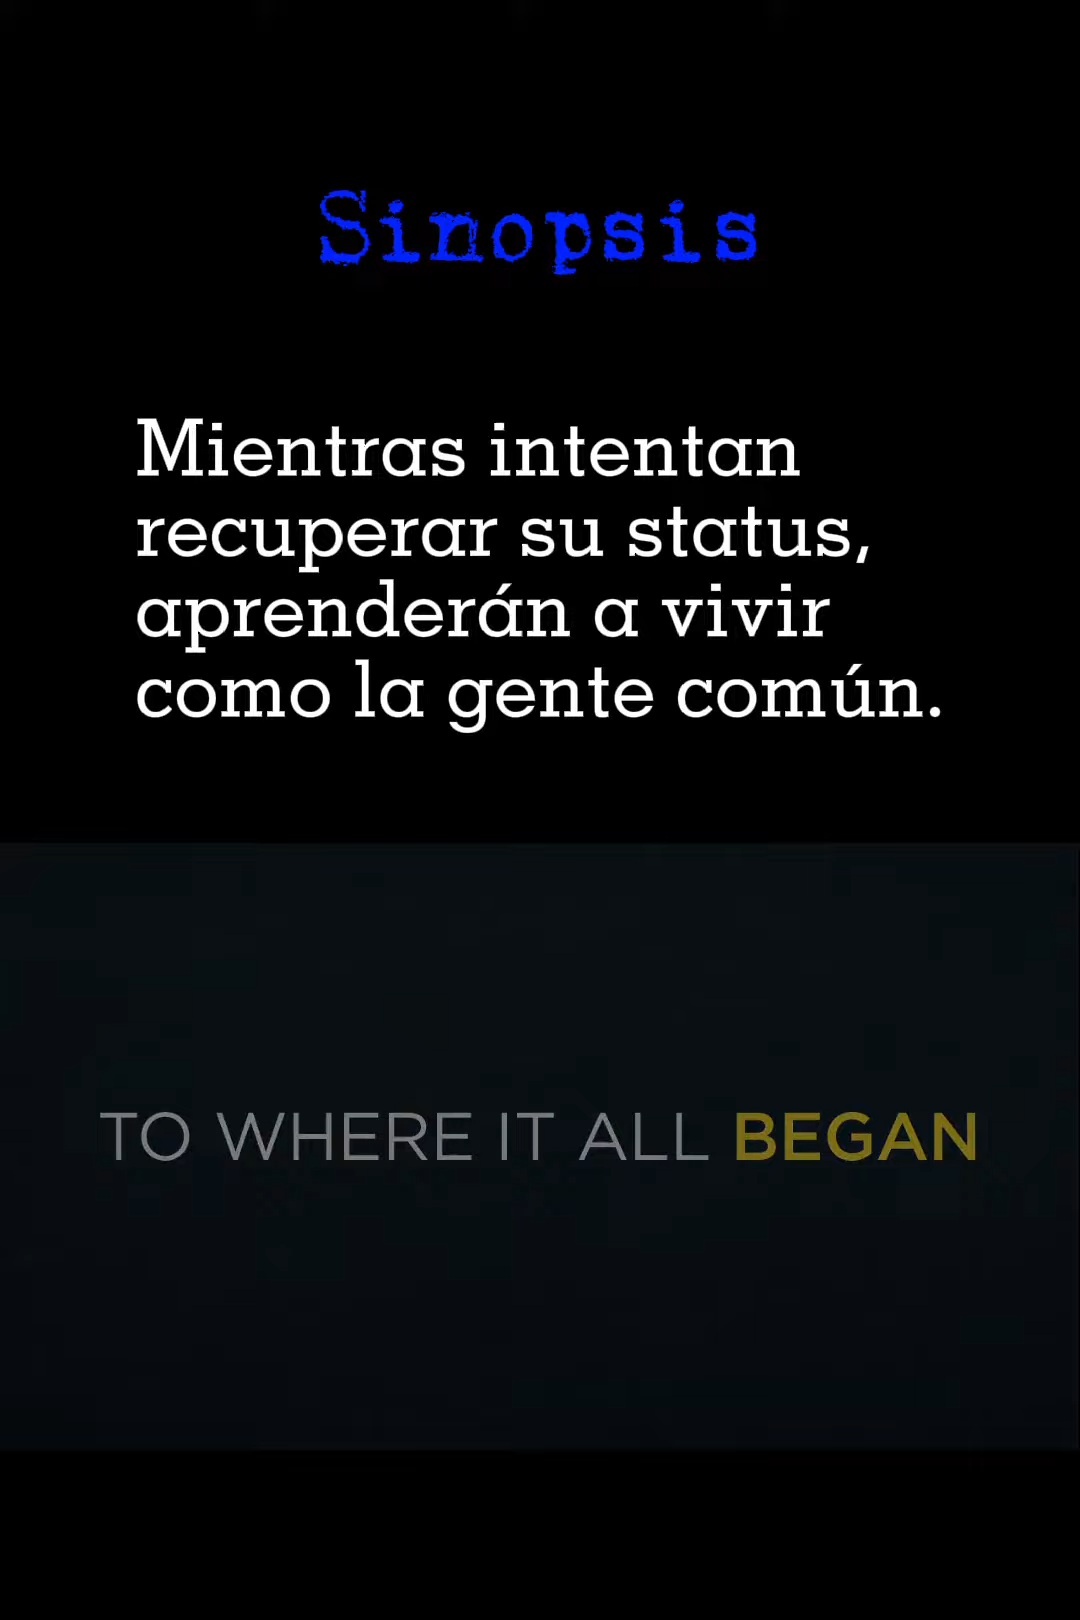 Sinopsis
Mientras intentan
recuperar su status,
aprenderán a vivir
como la gente común.
TO WHERE IT ALL BEGAN